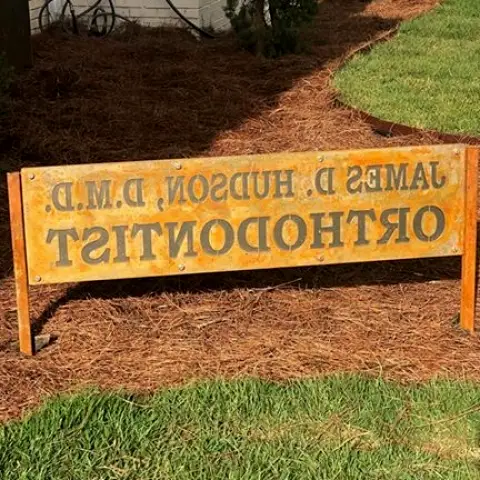 JAMES D. HUDSON, D.M.D.
ORTHODONTIST